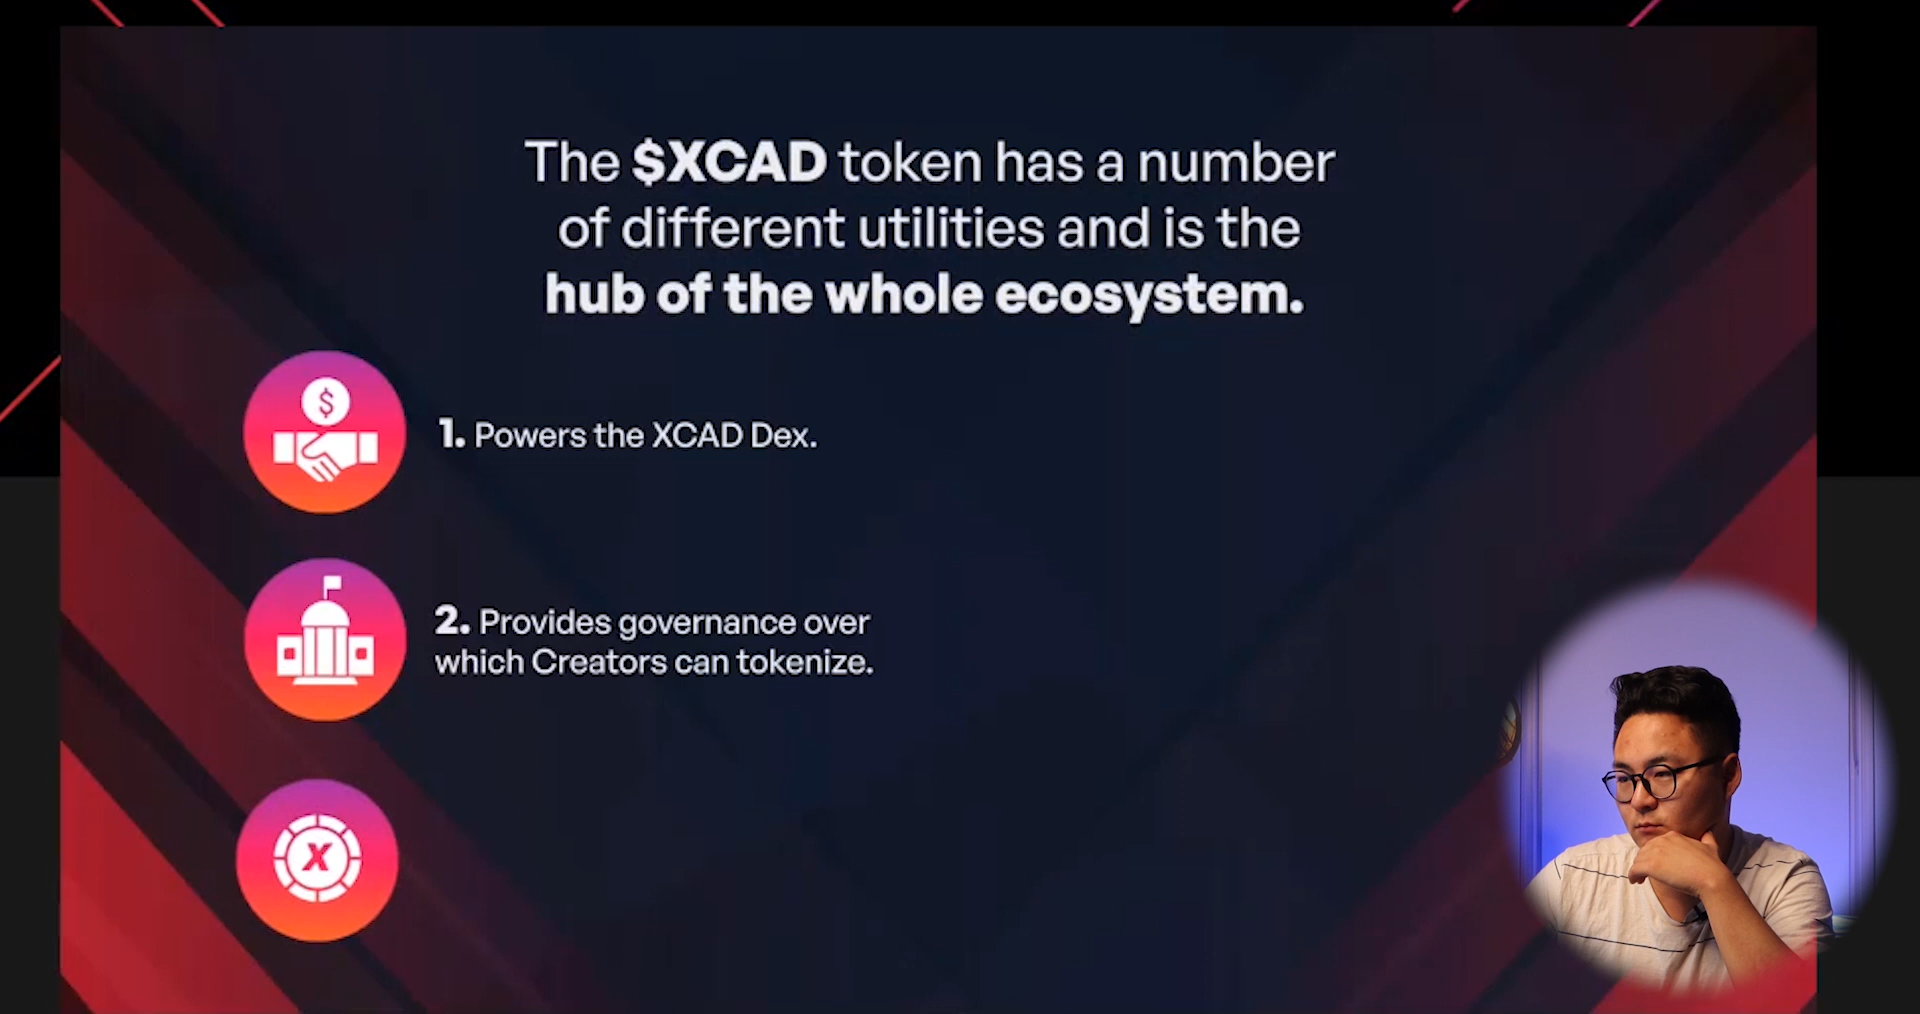 The $XCAD token has a number
of different utilities and is the
hub of the whole ecosystem.
$
1. Powers the XCAD Dex.
2. Provides governance over
which Creators can tokenize.
X